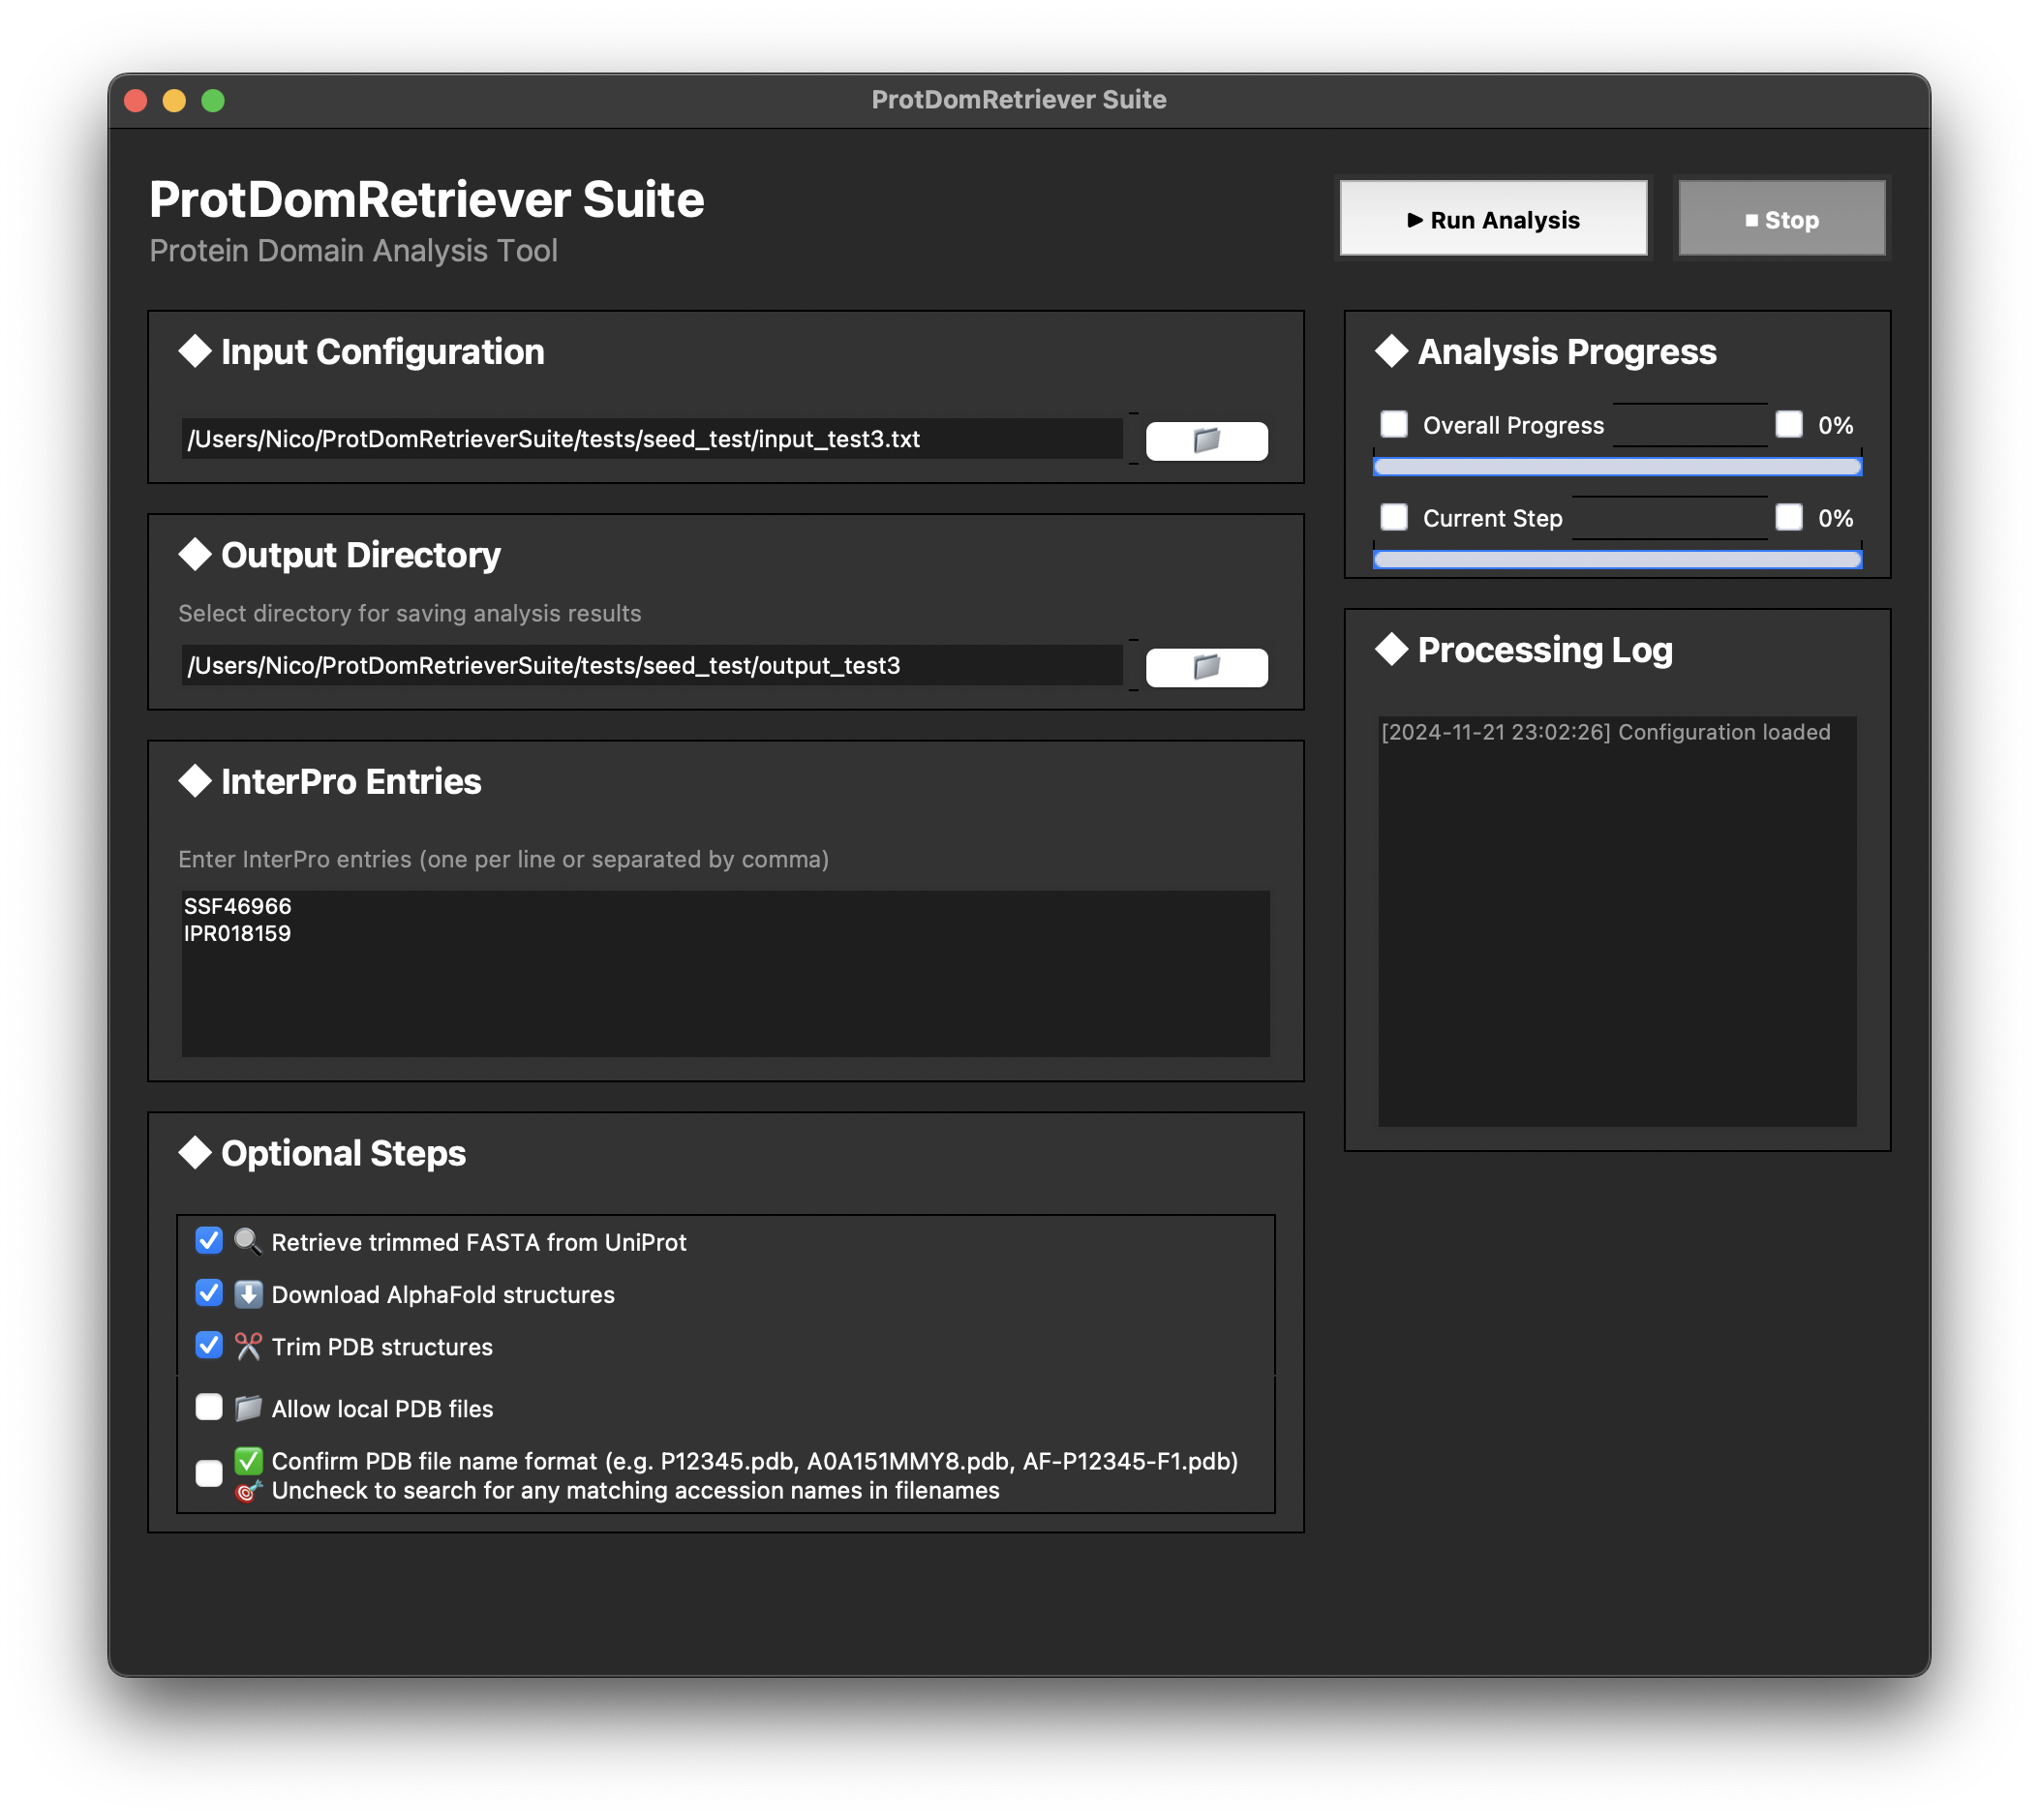 ProtDomRetriever Suite
ProtDomRetriever Suite
Protein Domain Analysis Tool
▶ Run Analysis
■ Stop
◆ Input Configuration
/Users/Nico/ProtDomRetrieverSuite/tests/seed_test/input_test3.txt
◆ Output Directory
Select directory for saving analysis results
/Users/Nico/ProtDomRetrieverSuite/tests/seed_test/output_test3
◆ InterPro Entries
Enter InterPro entries (one per line or separated by comma)
SSF46966
IPR018159
◆ Optional Steps
Retrieve trimmed FASTA from UniProt
Download AlphaFold structures
Trim PDB structures
Allow local PDB files
Confirm PDB file name format (e.g. P12345.pdb, A0A151MMY8.pdb, AF-P12345-F1.pdb)
Uncheck to search for any matching accession names in filenames
◆ Analysis Progress
Overall Progress 0%
Current Step 0%
◆ Processing Log
[2024-11-21 23:02:26] Configuration loaded